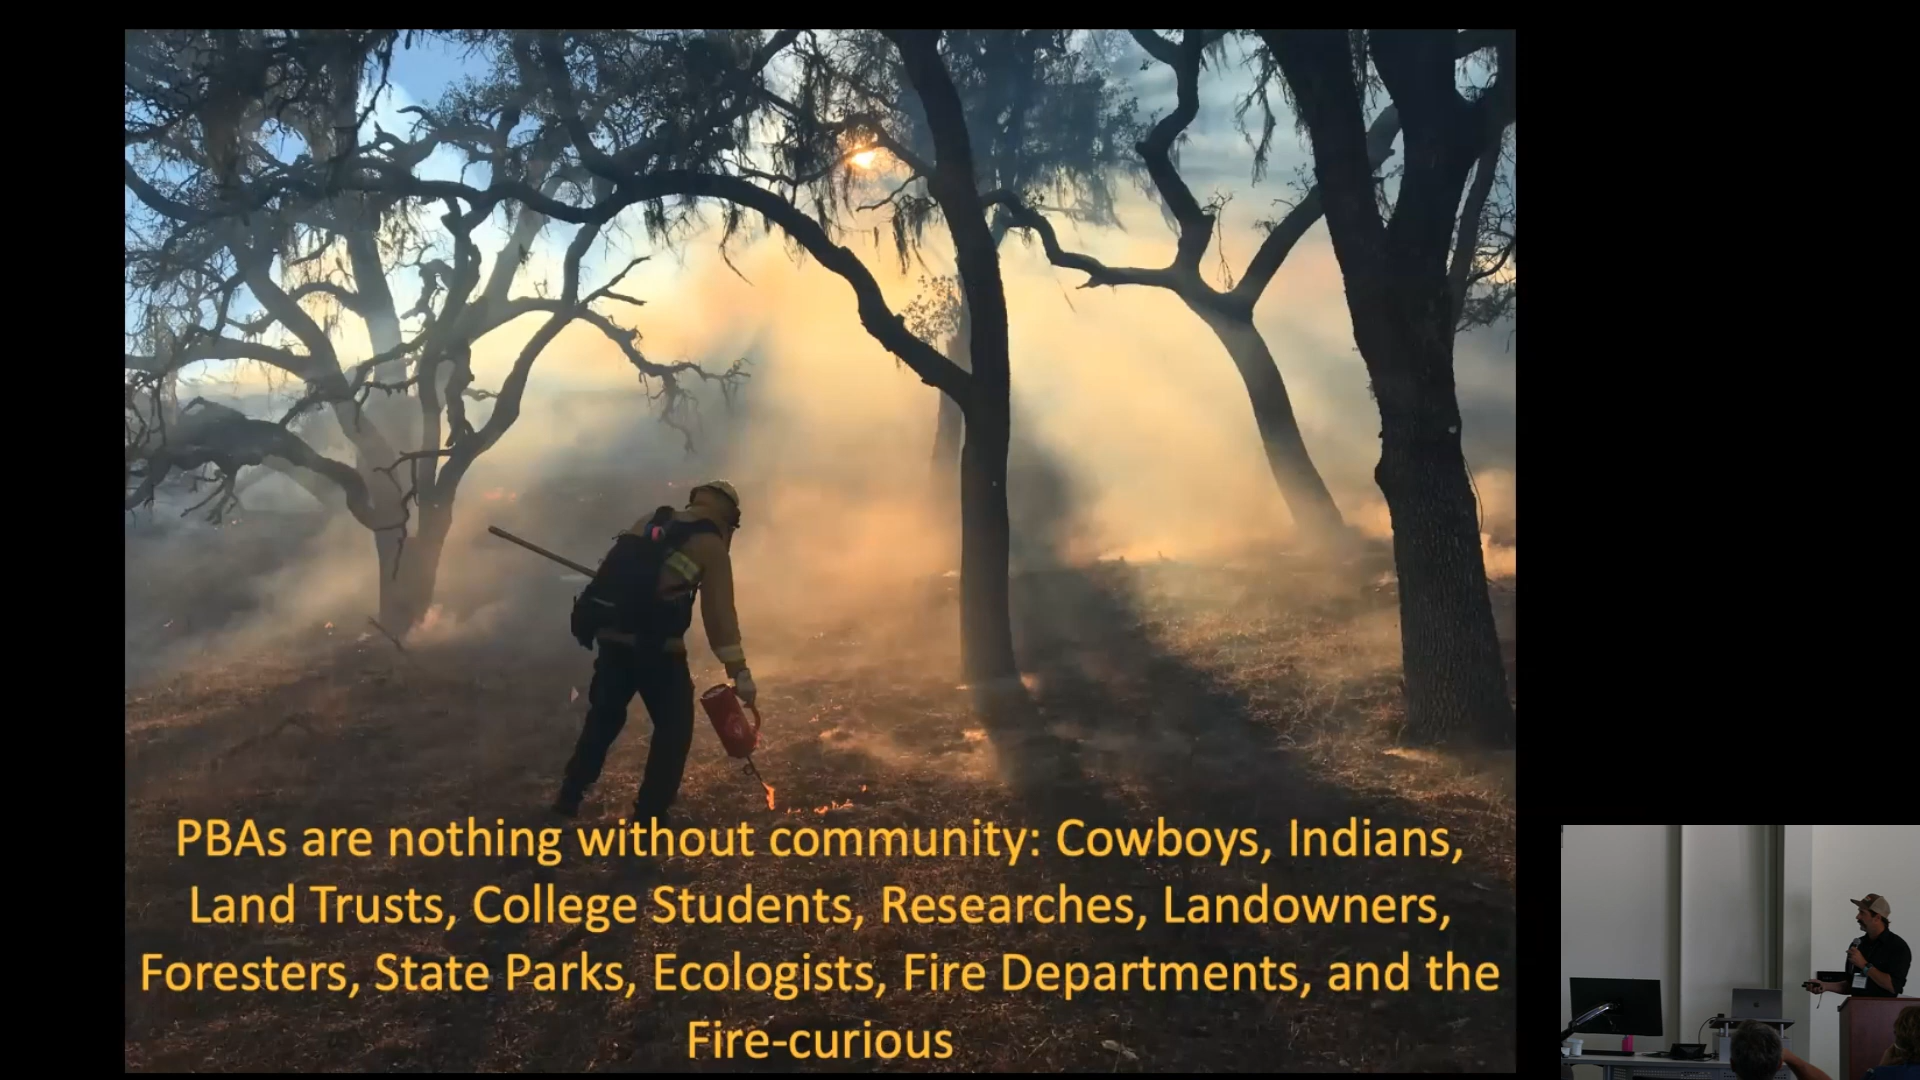 PBAs are nothing without community: Cowboys, Indians,
Land Trusts, College Students, Researches, Landowners,
Foresters, State Parks, Ecologists, Fire Departments, and the
Fire-curious